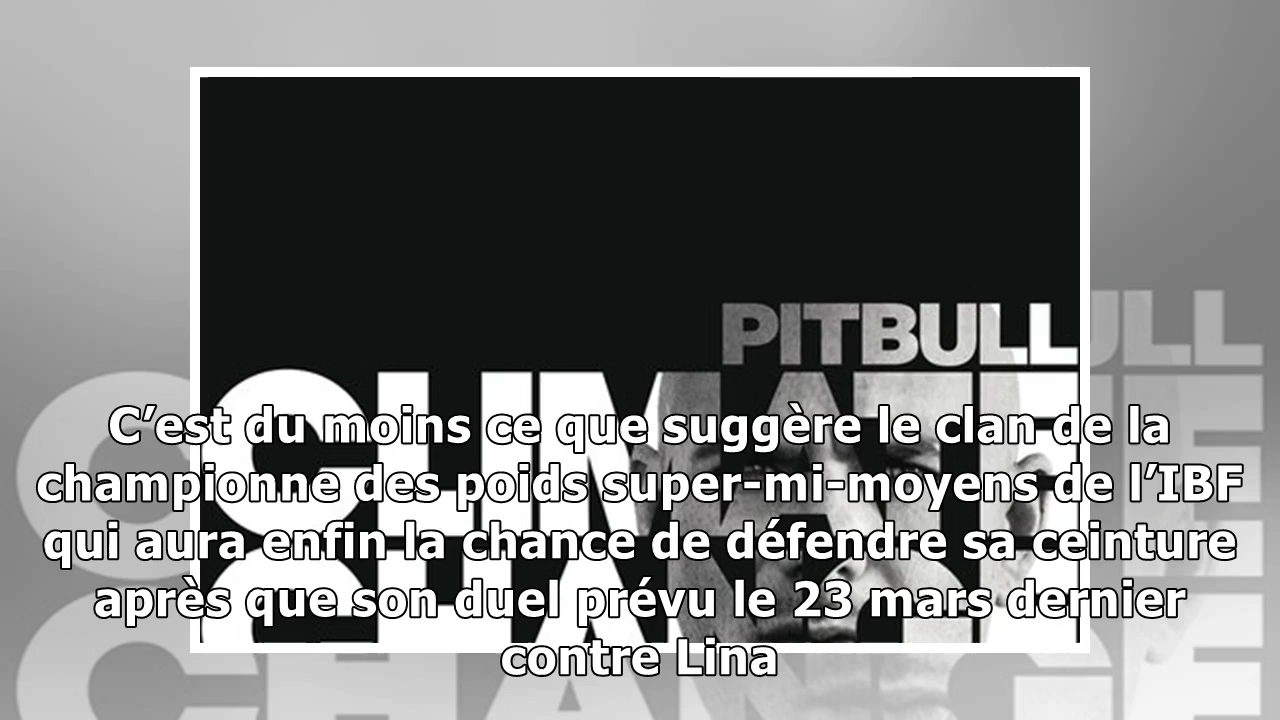 PITBULL
CLIMATE
CHANGE
C’est du moins ce que suggère le clan de la
championne des poids super-mi-moyens de l’IBF
qui aura enfin la chance de défendre sa ceinture
après que son duel prévu le 23 mars dernier
contre Lina